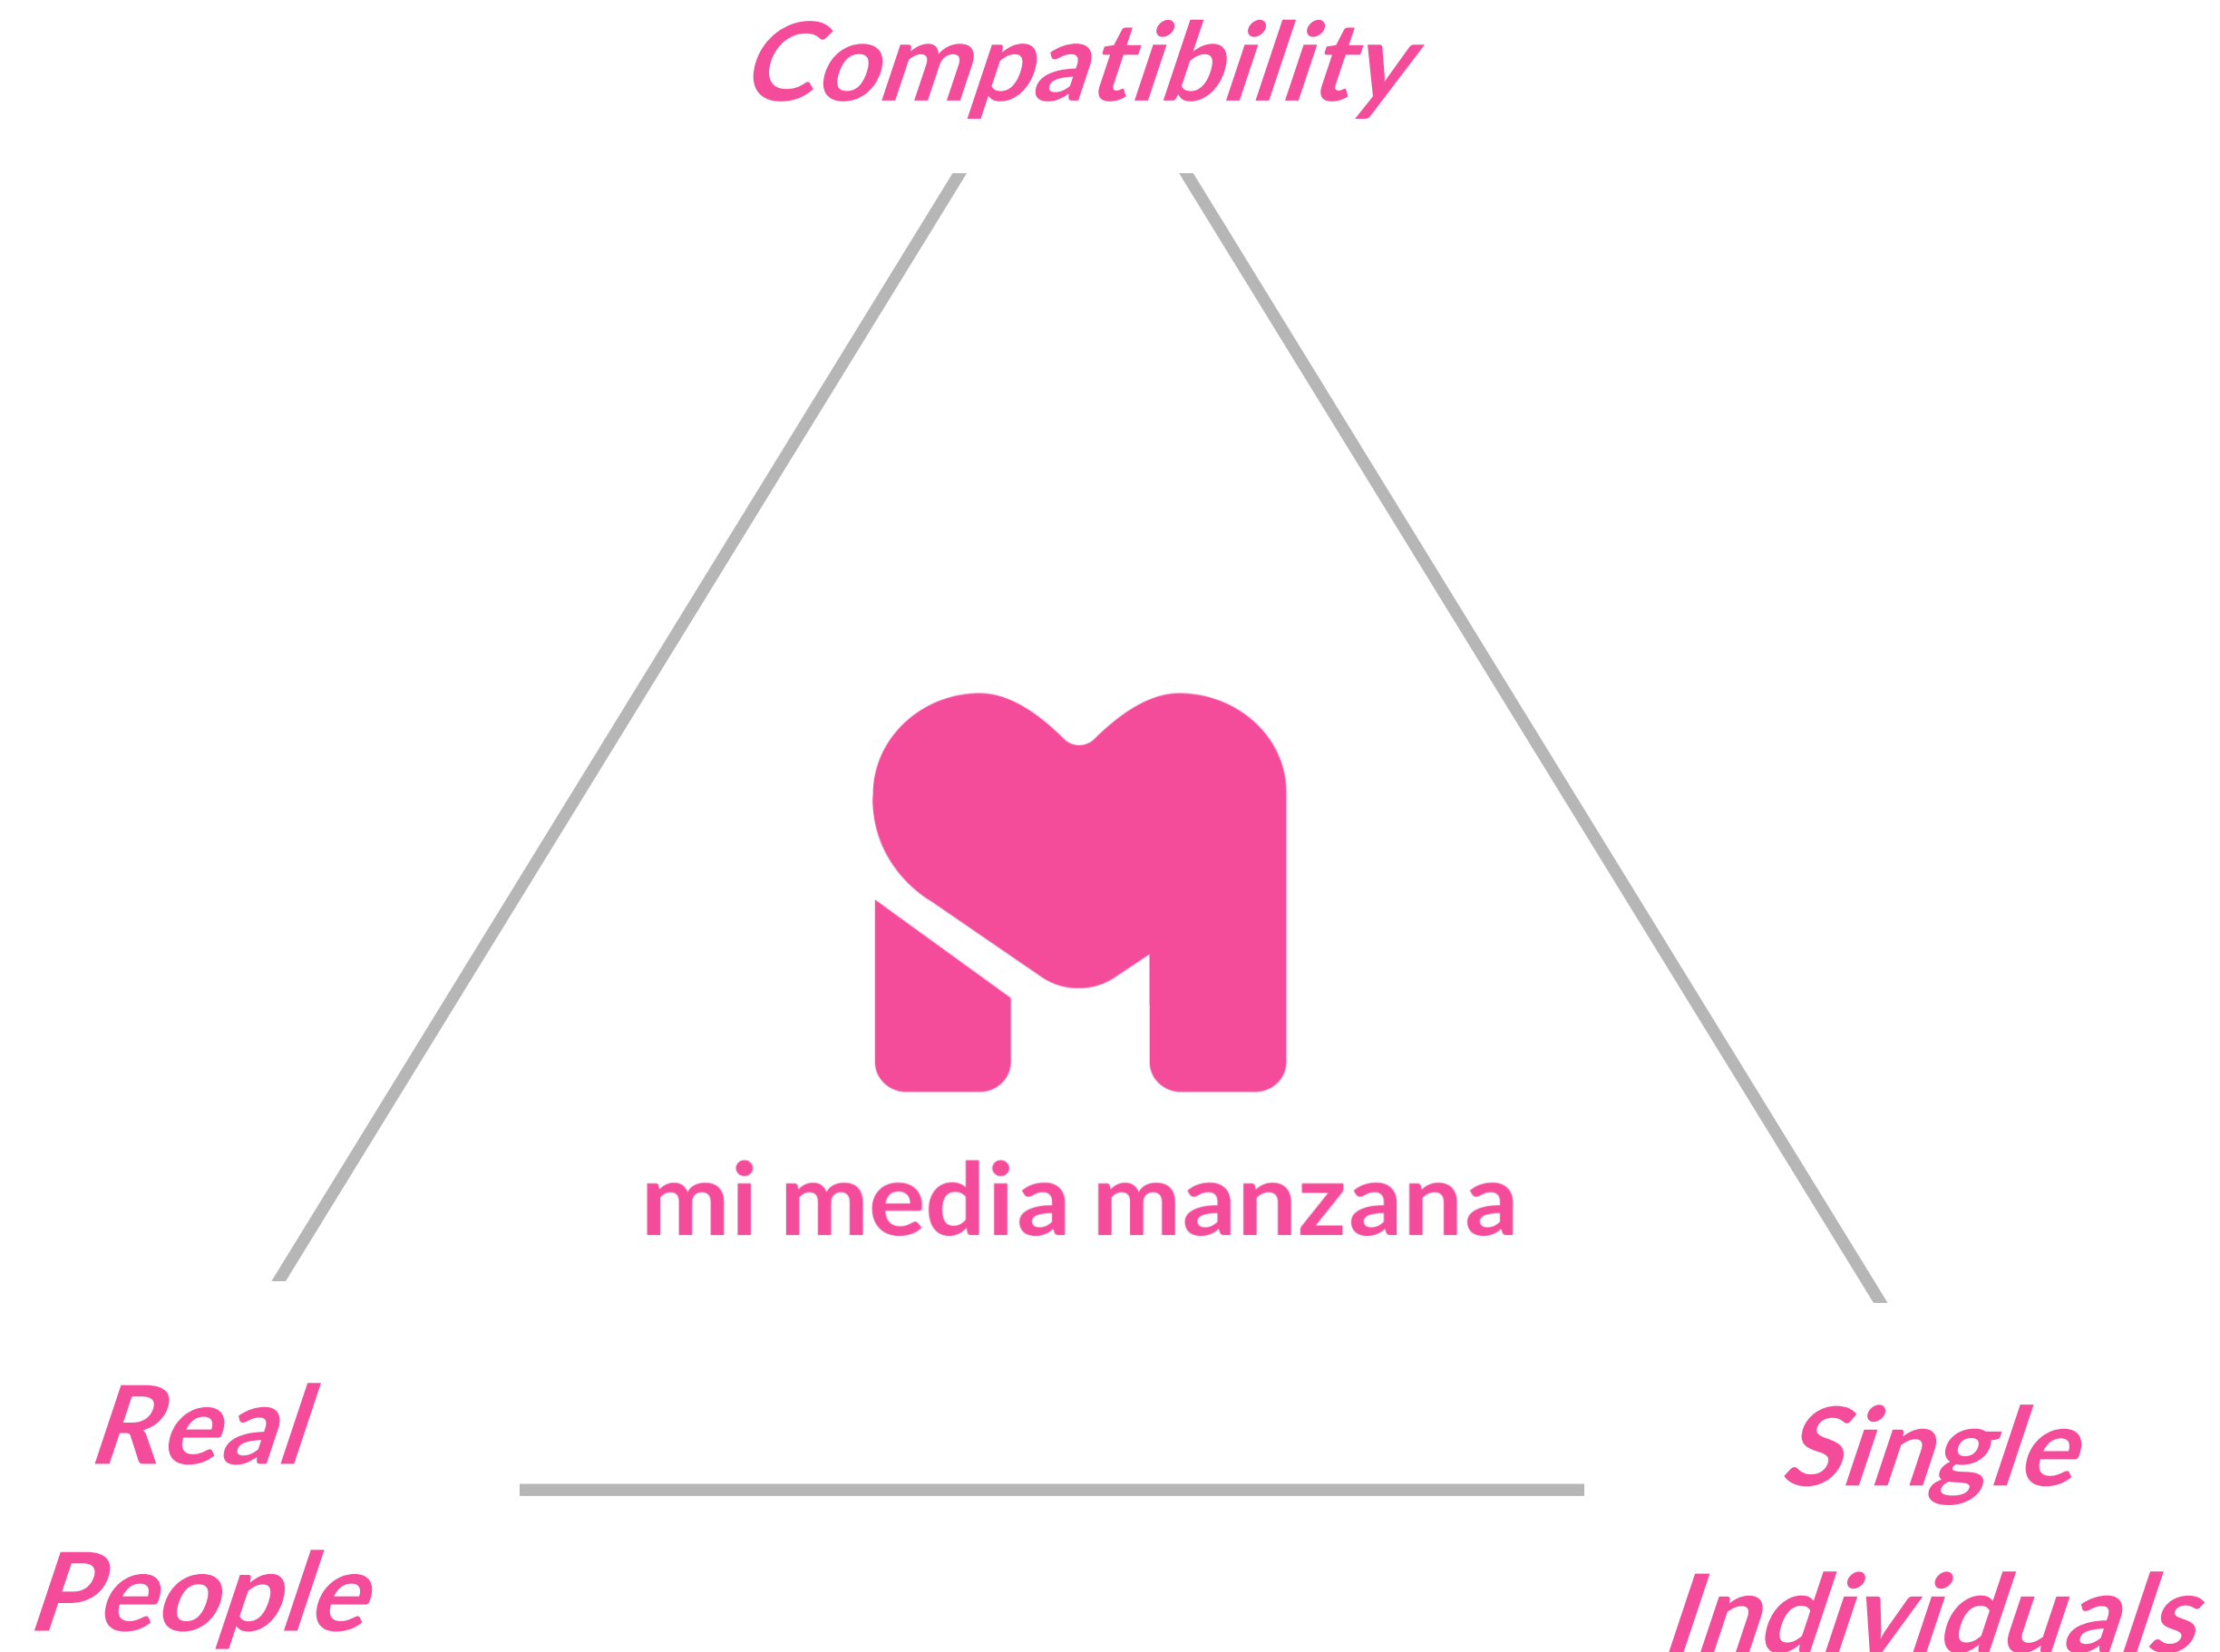 Compatibility
mi media manzana
Real
People
Single
Individuals